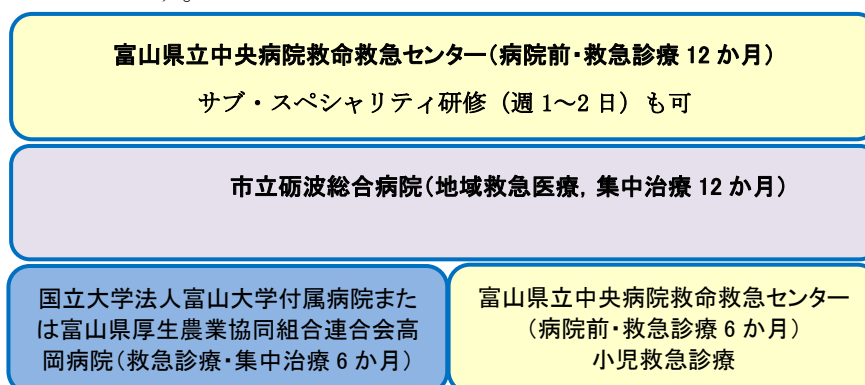 富山県立中央病院救命救急センター（病院前・救急診療 12 か月）
サブ・スペシャリティ研修（週 1～2 日）も可
市立砺波総合病院（地域救急医療，集中治療 12 か月）
国立大学法人富山大学付属病院また
は富山県厚生農業協同組合連合会高
岡病院（救急診療・集中治療 6 か月）
富山県立中央病院救命救急センター
（病院前・救急診療 6 か月）
小児救急診療